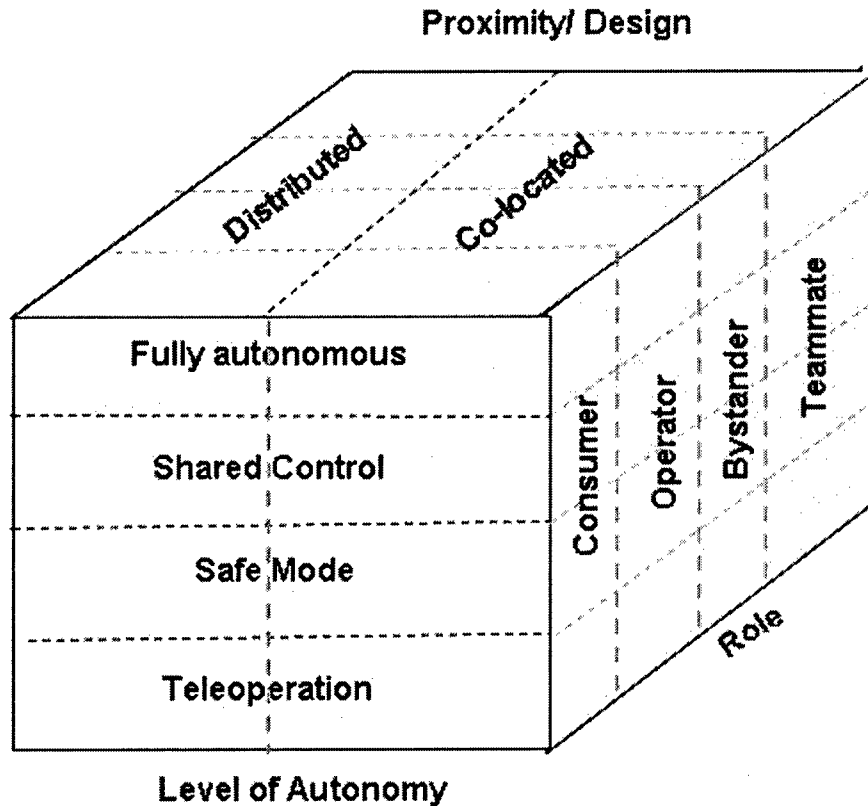 Proximity/ Design
Distributed
Co-located
Fully autonomous
Shared Control
Safe Mode
Teleoperation
Consumer
Operator
Bystander
Teammate
Role
Level of Autonomy